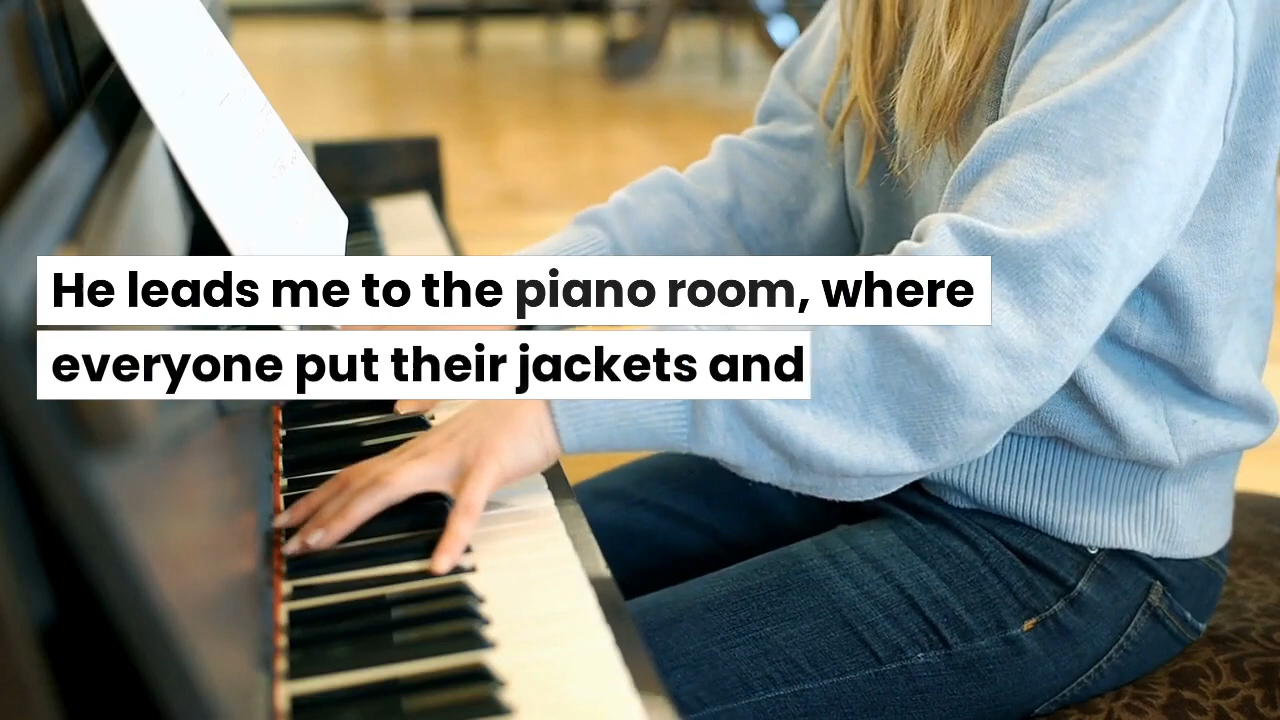 He leads me to the piano room, where
everyone put their jackets and